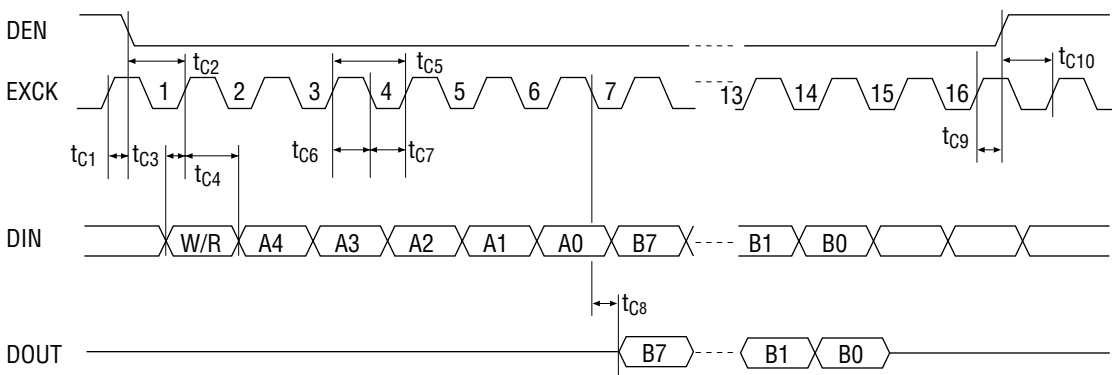 DEN
tC2
tC5
tC10
EXCK
1 2 3 4 5 6 7 13 14 15 16
tC1
tC3
tC4
tC6
tC7
tC9
DIN
W/R A4 A3 A2 A1 A0 B7 B1 B0
tC8
DOUT
B7 B1 B0